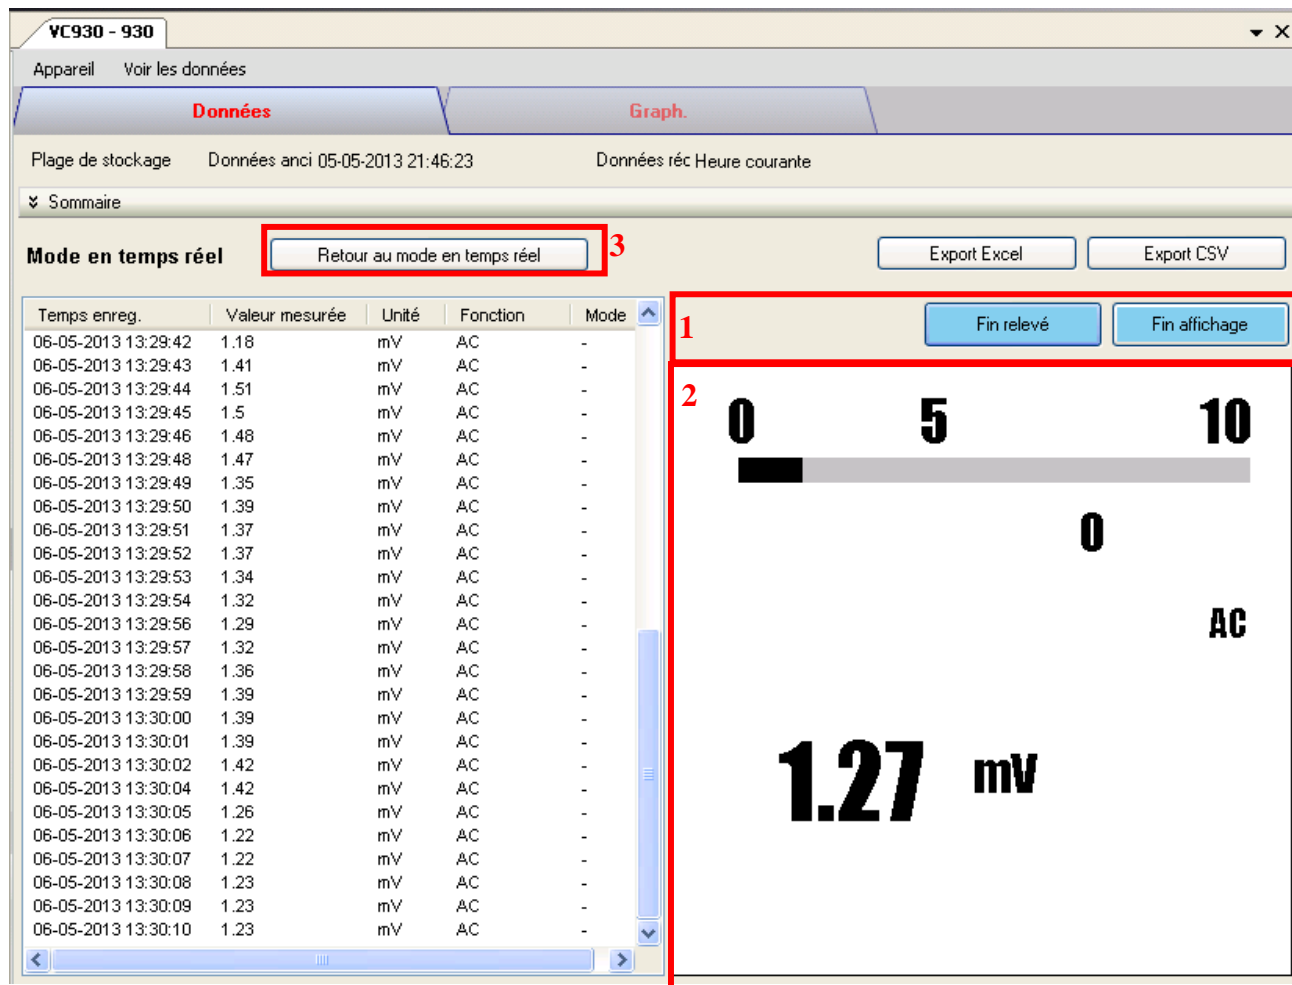 VC930 - 930
Appareil Voir les données
Données Graph.
Plage de stockage Données anci 05-05-2013 21:46:23 Données réc Heure courante
Sommaire
Mode en temps réel Retour au mode en temps réel 3 Export Excel Export CSV
Temps enreg. Valeur mesurée Unité Fonction Mode
06-05-2013 13:29:42 1.18 mV AC -
06-05-2013 13:29:43 1.41 mV AC -
06-05-2013 13:29:44 1.51 mV AC -
06-05-2013 13:29:45 1.5 mV AC -
06-05-2013 13:29:46 1.48 mV AC -
06-05-2013 13:29:48 1.47 mV AC -
06-05-2013 13:29:49 1.35 mV AC -
06-05-2013 13:29:50 1.39 mV AC -
06-05-2013 13:29:51 1.37 mV AC -
06-05-2013 13:29:52 1.37 mV AC -
06-05-2013 13:29:53 1.34 mV AC -
06-05-2013 13:29:54 1.32 mV AC -
06-05-2013 13:29:56 1.29 mV AC -
06-05-2013 13:29:57 1.32 mV AC -
06-05-2013 13:29:58 1.36 mV AC -
06-05-2013 13:29:59 1.39 mV AC -
06-05-2013 13:30:00 1.39 mV AC -
06-05-2013 13:30:01 1.39 mV AC -
06-05-2013 13:30:02 1.42 mV AC -
06-05-2013 13:30:04 1.42 mV AC -
06-05-2013 13:30:05 1.26 mV AC -
06-05-2013 13:30:06 1.22 mV AC -
06-05-2013 13:30:07 1.22 mV AC -
06-05-2013 13:30:08 1.23 mV AC -
06-05-2013 13:30:09 1.23 mV AC -
06-05-2013 13:30:10 1.23 mV AC -
1 Fin relevé Fin affichage
2
0 5 10
0
AC
1.27 mV